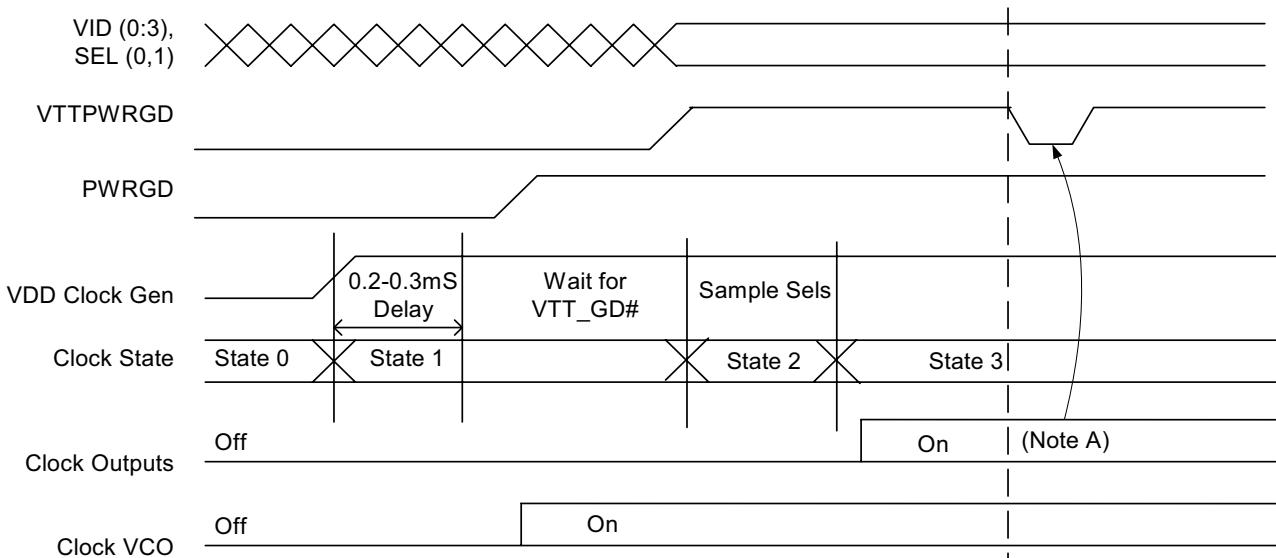 VID (0:3),
SEL (0,1)
VTTPWRGD
PWRGD
VDD Clock Gen
0.2-0.3mS
Delay
Wait for
VTT_GD#
Sample Sels
Clock State
State 0
State 1
State 2
State 3
Clock Outputs
Off
On
(Note A)
Clock VCO
Off
On